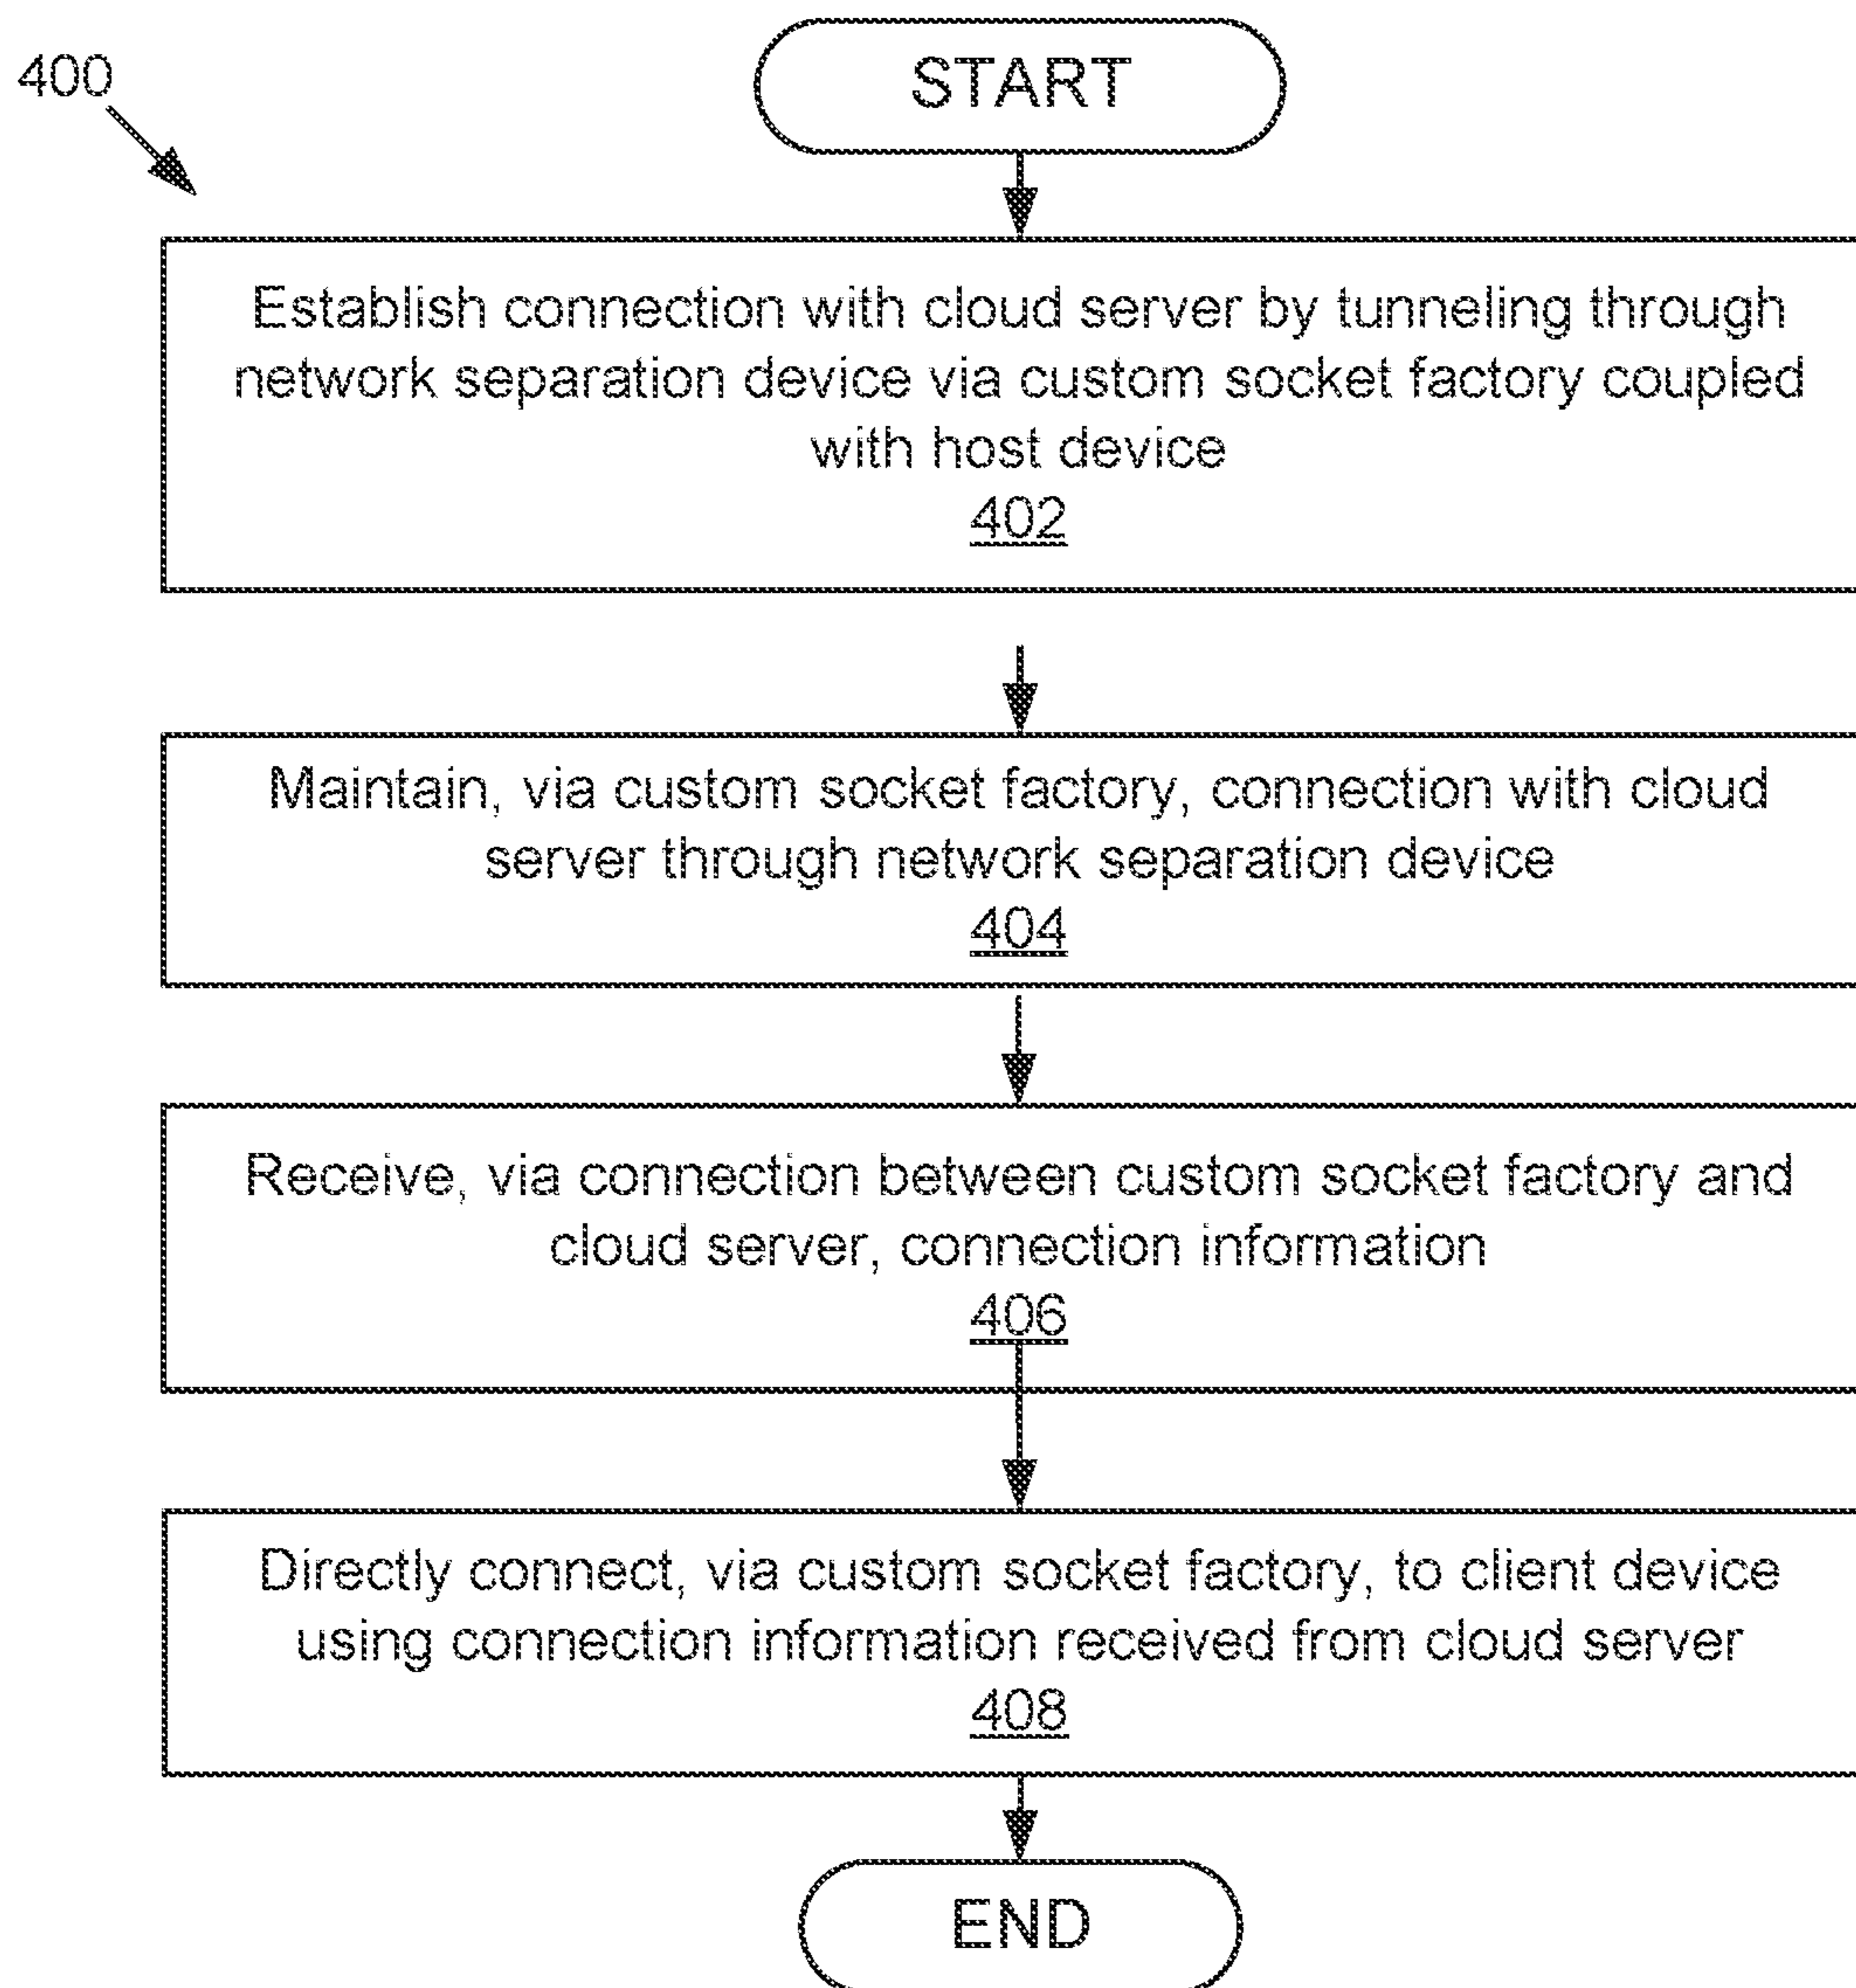 400
START
Establish connection with cloud server by tunneling through
network separation device via custom socket factory coupled
with host device
402
Maintain, via custom socket factory, connection with cloud
server through network separation device
404
Receive, via connection between custom socket factory and
cloud server, connection information
406
Directly connect, via custom socket factory, to client device
using connection information received from cloud server
408
END